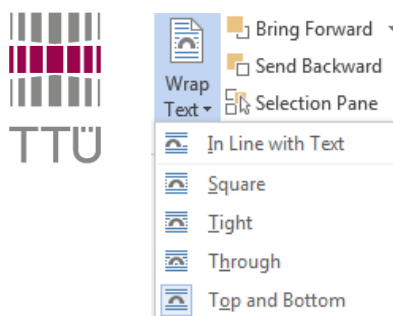 TTÜ
Bring Forward
Send Backward
Wrap
Text
Selection Pane
In Line with Text
Square
Tight
Through
Top and Bottom